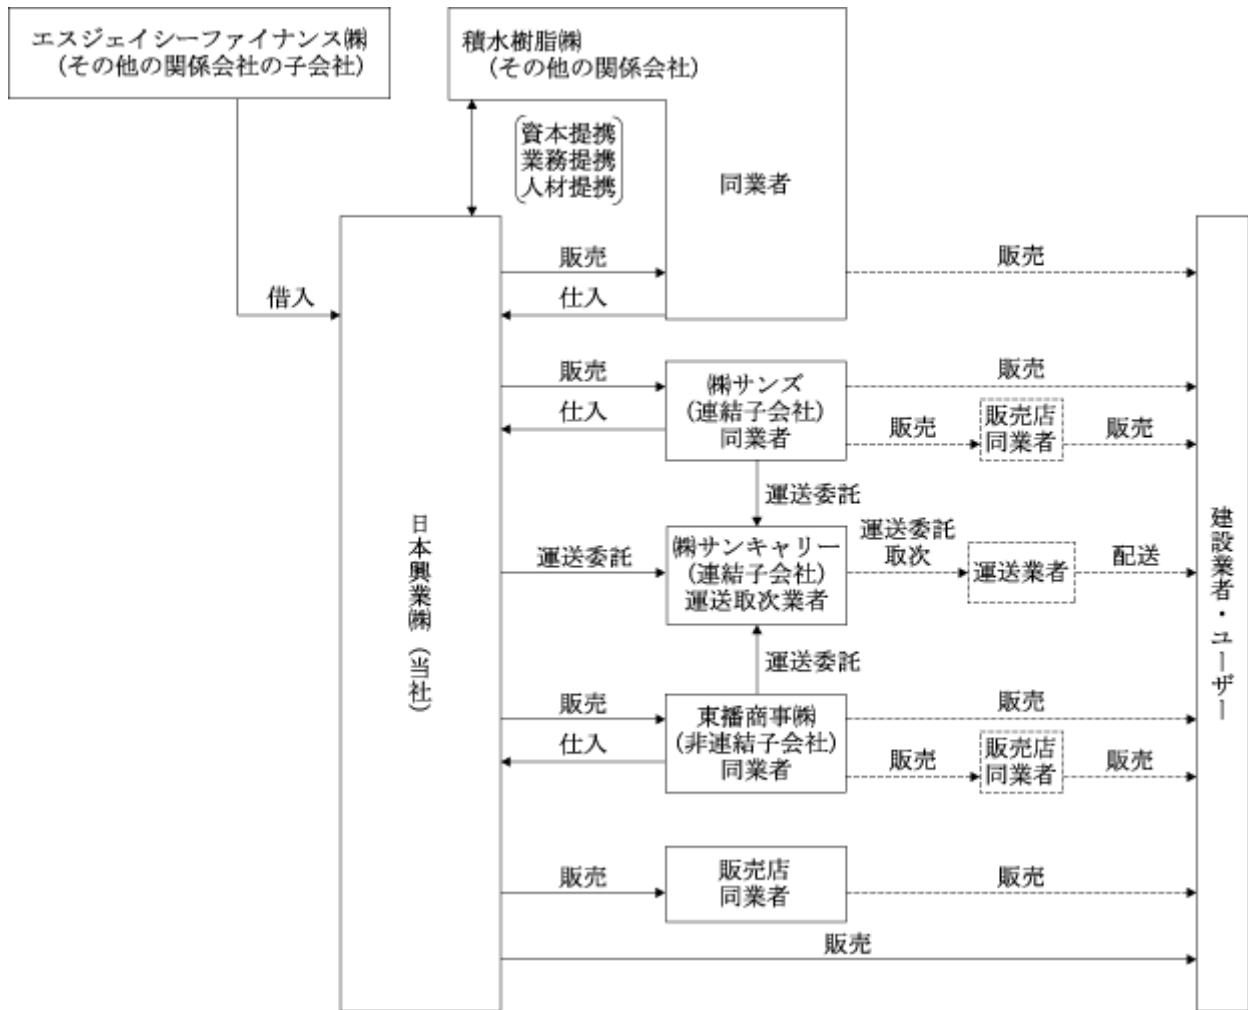 エスジェイシーファイナンス㈱
（その他の関係会社の子会社）
積水樹脂㈱
（その他の関係会社）
資本提携
業務提携
人材提携
同業者
借入
販売
仕入
販売
販売
仕入
㈱サンズ
（連結子会社）
同業者
販売
販売
販売店
同業者
販売
運送委託
日本興業㈱（当社）
運送委託
㈱サンキャリー
（連結子会社）
運送取次業者
運送委託
取次
運送業者
配送
建設業者・ユーザー
運送委託
販売
仕入
東播商事㈱
（非連結子会社）
同業者
販売
販売
販売店
同業者
販売
販売
販売店
同業者
販売
販売